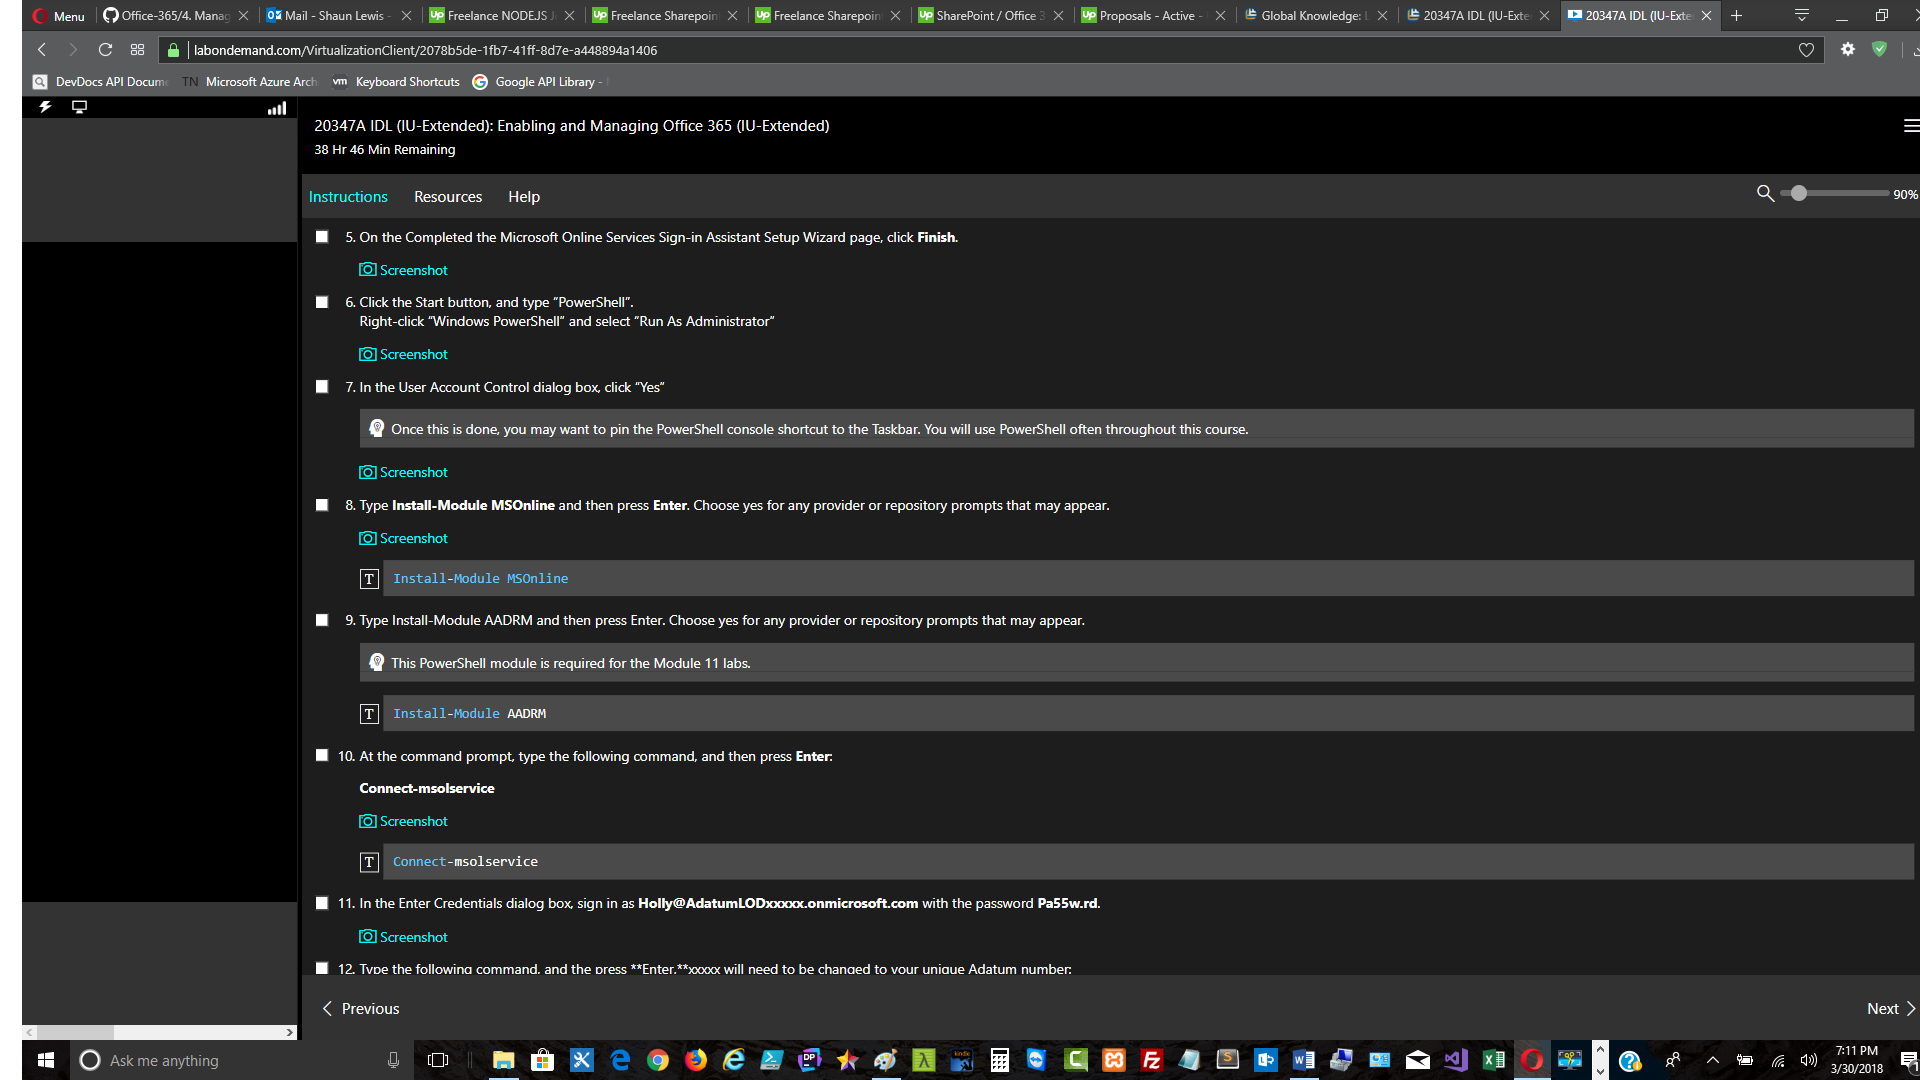 Menu
Office-365/4. Manag
Mail - Shaun Lewis -
Freelance NODEJS J
Freelance Sharepoin
Freelance Sharepoin
SharePoint / Office 3
Proposals - Active -
Global Knowledge: L
20347A IDL (IU-Exte
20347A IDL (IU-Exte
labondemand.com/VirtualizationClient/2078b5de-1fb7-41ff-8d7e-a448894a1406
DevDocs API Docum
TN Microsoft Azure Arch
vm Keyboard Shortcuts
Google API Library -
20347A IDL (IU-Extended): Enabling and Managing Office 365 (IU-Extended)
38 Hr 46 Min Remaining
Instructions Resources Help
90%
5. On the Completed the Microsoft Online Services Sign-in Assistant Setup Wizard page, click Finish.
Screenshot
6. Click the Start button, and type “PowerShell”.
Right-click “Windows PowerShell” and select “Run As Administrator”
Screenshot
7. In the User Account Control dialog box, click “Yes”
Once this is done, you may want to pin the PowerShell console shortcut to the Taskbar. You will use PowerShell often throughout this course.
Screenshot
8. Type Install-Module MSOnline and then press Enter. Choose yes for any provider or repository prompts that may appear.
Screenshot
T Install-Module MSOnline
9. Type Install-Module AADRM and then press Enter. Choose yes for any provider or repository prompts that may appear.
This PowerShell module is required for the Module 11 labs.
T Install-Module AADRM
10. At the command prompt, type the following command, and then press Enter:
Connect-msolservice
Screenshot
T Connect-msolservice
11. In the Enter Credentials dialog box, sign in as Holly@AdatumLODxxxxx.onmicrosoft.com with the password Pa55w.rd.
Screenshot
12. Type the following command, and the press **Enter.**xxxxx will need to be changed to your unique Adatum number:
Previous
Next
Ask me anything
7:11 PM
3/30/2018